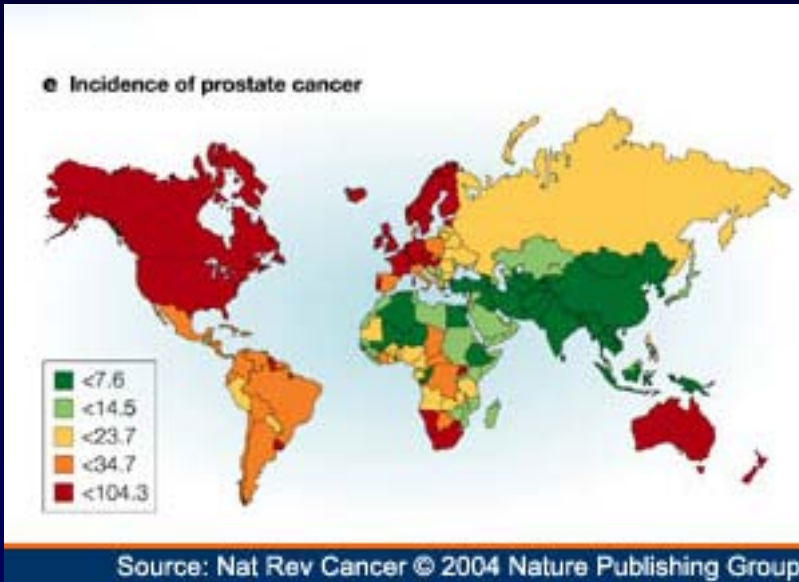 e Incidence of prostate cancer
<7.6
<14.5
<23.7
<34.7
<104.3
Source: Nat Rev Cancer © 2004 Nature Publishing Group